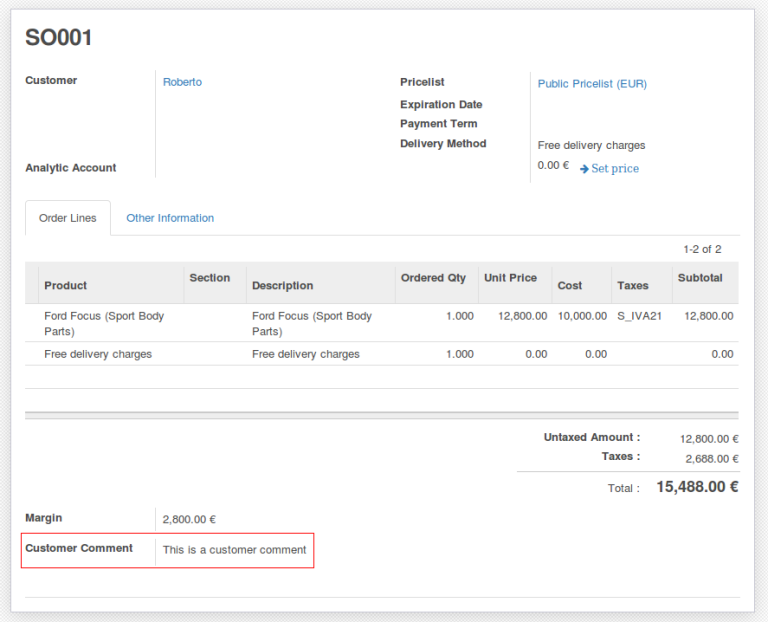 SO001
Customer
Roberto
Analytic Account
Pricelist
Public Pricelist (EUR)
Expiration Date
Payment Term
Delivery Method
Free delivery charges
0.00 € Set price
Order Lines Other Information
1-2 of 2
Product Section Description Ordered Qty Unit Price Cost Taxes Subtotal
Ford Focus (Sport Body Parts) Ford Focus (Sport Body Parts) 1.000 12,800.00 10,000.00 S_IVA21 12,800.00
Free delivery charges Free delivery charges 1.000 0.00 0.00 0.00
Untaxed Amount : 12,800.00 €
Taxes : 2,688.00 €
Total : 15,488.00 €
Margin 2,800.00 €
Customer Comment This is a customer comment